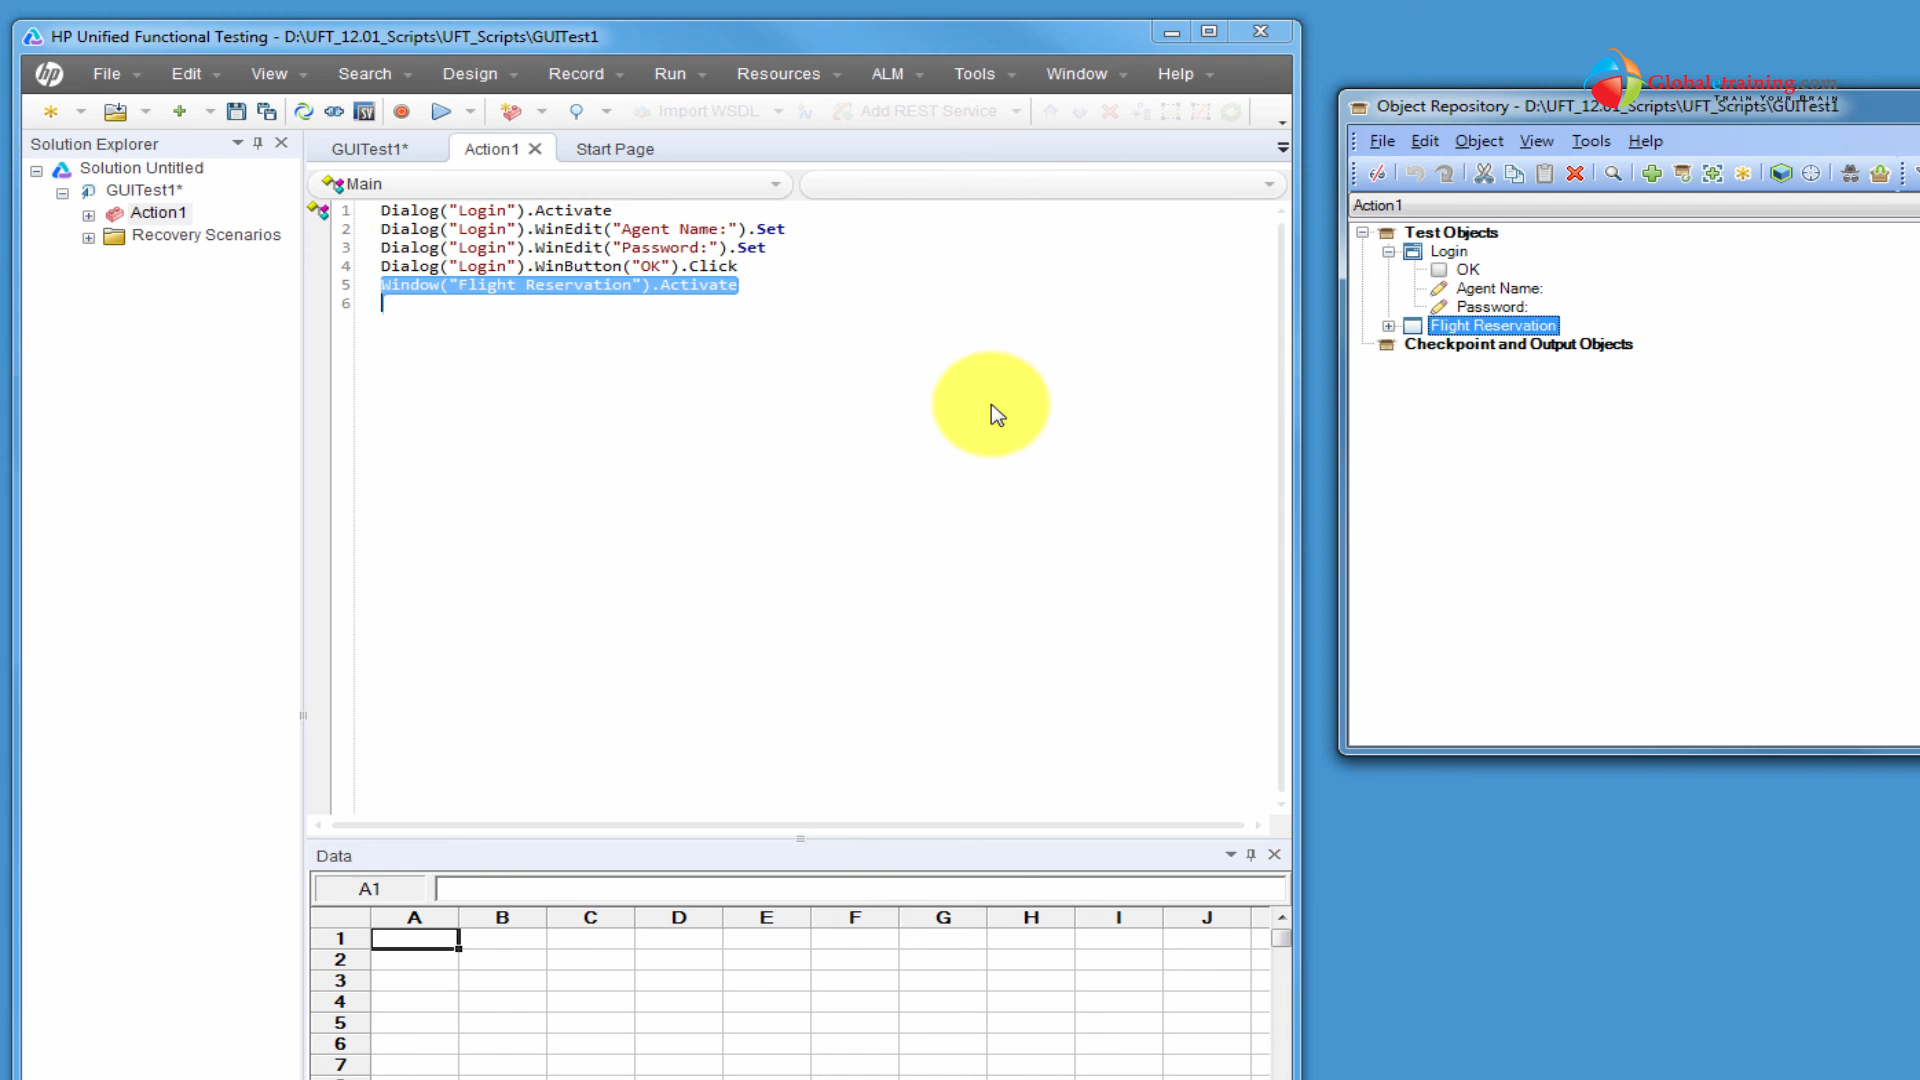 HP Unified Functional Testing - D:\UFT_12.01_Scripts\UFT_Scripts\GUITest1
File Edit View Search Design Record Run Resources ALM Tools Window Help
Import WSDL Add REST Service
Solution Explorer
Solution Untitled
GUITest1*
Action1
Recovery Scenarios
GUITest1* Action1 Start Page
Main
1 Dialog("Login").Activate
2 Dialog("Login").WinEdit("Agent Name:").Set
3 Dialog("Login").WinEdit("Password:").Set
4 Dialog("Login").WinButton("OK").Click
5 Window("Flight Reservation").Activate
6
Data
A1
A B C D E F G H I J
1
2
3
4
5
6
7
Globaletraining.com
TRAIN YOUR BRAIN
Object Repository - D:\UFT_12.01_Scripts\UFT_Scripts\GUITest1
File Edit Object View Tools Help
Action1
Test Objects
Login
OK
Agent Name:
Password:
Flight Reservation
Checkpoint and Output Objects